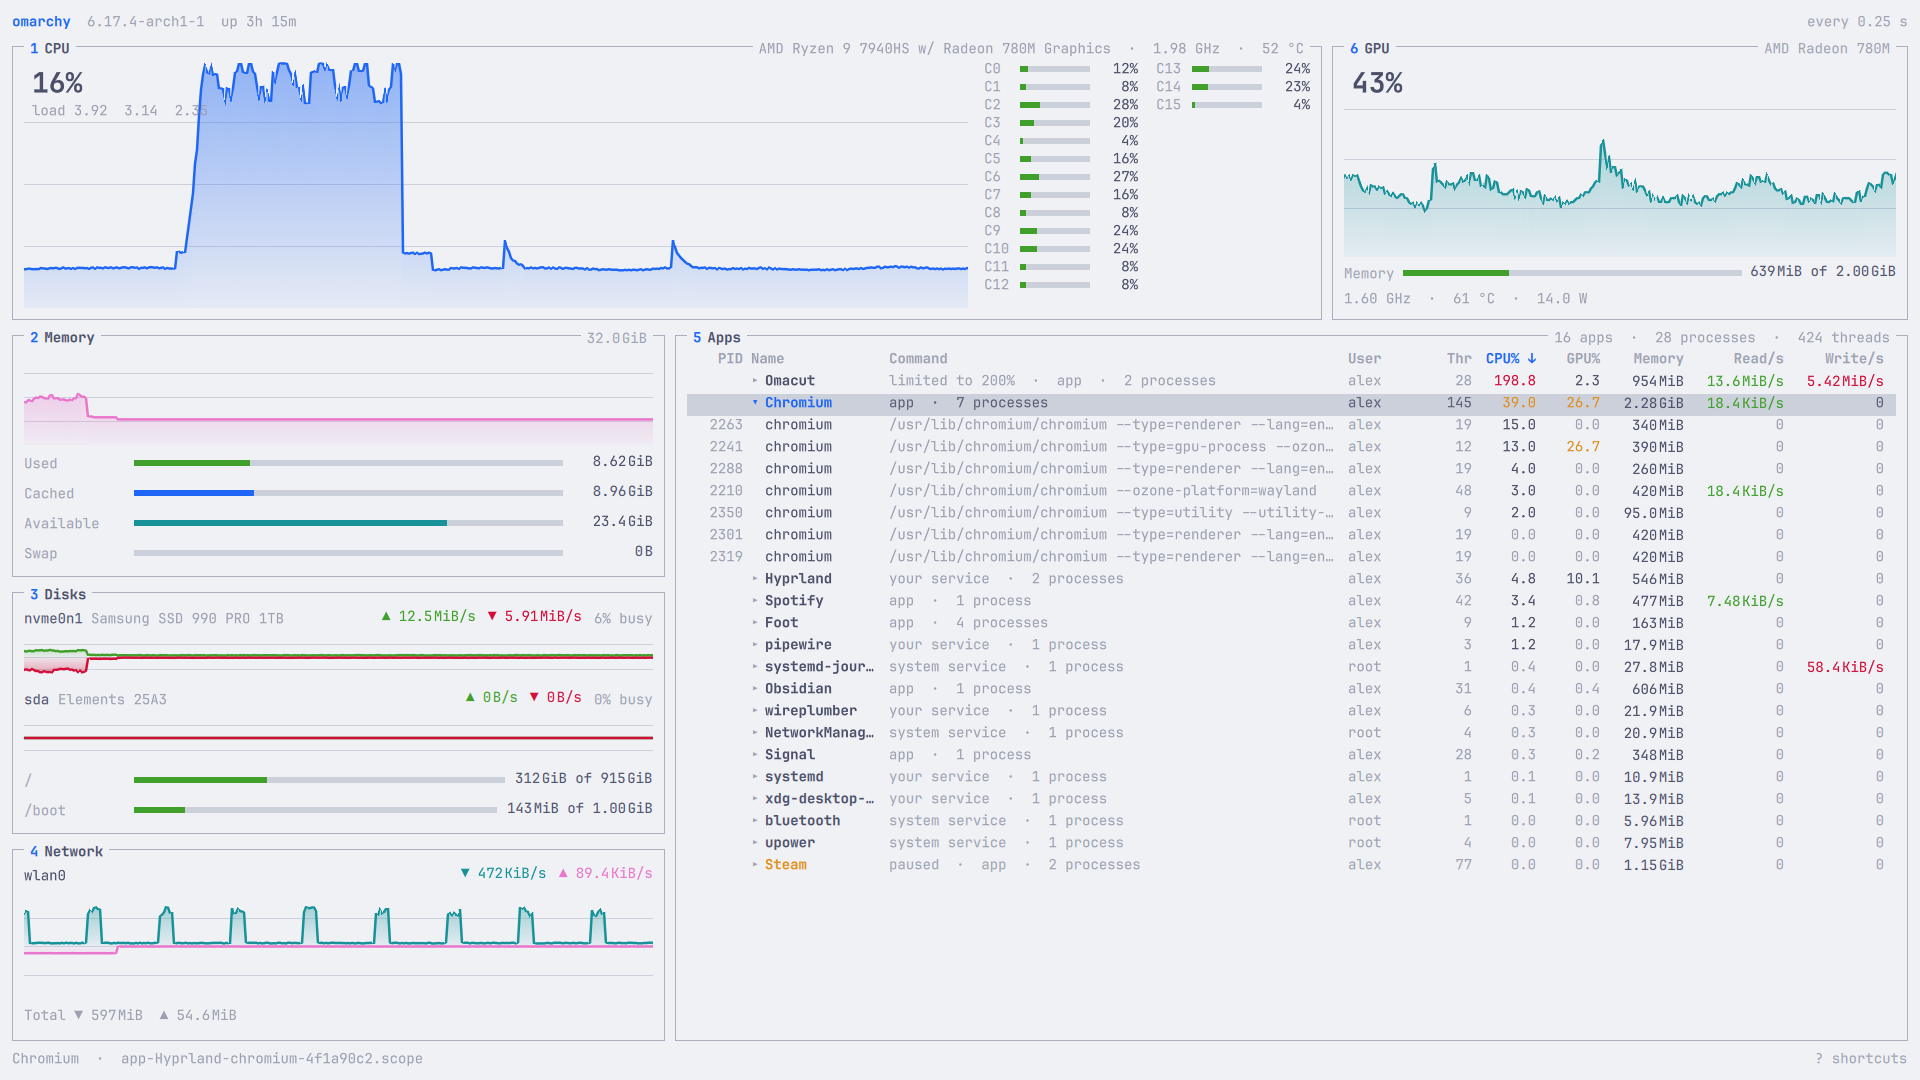 omarchy 6.17.4-arch1-1 up 3h 15m every 0.25 s
1 CPU AMD Ryzen 9 7940HS w/ Radeon 780M Graphics · 1.98 GHz · 52 °C
16%
load 3.92 3.14 2.35
C0 12% C13 24%
C1 8% C14 23%
C2 28% C15 4%
C3 20%
C4 4%
C5 16%
C6 27%
C7 16%
C8 8%
C9 24%
C10 24%
C11 8%
C12 8%
6 GPU AMD Radeon 780M
43%
Memory 639MiB of 2.00GiB
1.60 GHz · 61 °C · 14.0 W
2 Memory 32.0GiB
Used 8.62GiB
Cached 8.96GiB
Available 23.4GiB
Swap 0B
3 Disks
nvme0n1 Samsung SSD 990 PRO 1TB ▲ 12.5MiB/s ▼ 5.91MiB/s 6% busy
sda Elements 25A3 ▲ 0B/s ▼ 0B/s 0% busy
/ 312GiB of 915GiB
/boot 143MiB of 1.00GiB
4 Network
wlan0 ▼ 472KiB/s ▲ 89.4KiB/s
Total ▼ 597MiB ▲ 54.6MiB
5 Apps 16 apps · 28 processes · 424 threads
PID Name Command User Thr CPU% ↓ GPU% Memory Read/s Write/s
▸ Omacut limited to 200% · app · 2 processes alex 28 198.8 2.3 954MiB 13.6MiB/s 5.42MiB/s
▾ Chromium app · 7 processes alex 145 39.0 26.7 2.28GiB 18.4KiB/s 0
2263 chromium /usr/lib/chromium/chromium --type=renderer --lang=en… alex 19 15.0 0.0 340MiB 0 0
2241 chromium /usr/lib/chromium/chromium --type=gpu-process --ozon… alex 12 13.0 26.7 390MiB 0 0
2288 chromium /usr/lib/chromium/chromium --type=renderer --lang=en… alex 19 4.0 0.0 260MiB 0 0
2210 chromium /usr/lib/chromium/chromium --ozone-platform=wayland alex 48 3.0 0.0 420MiB 18.4KiB/s 0
2350 chromium /usr/lib/chromium/chromium --type=utility --utility-… alex 9 2.0 0.0 95.0MiB 0 0
2301 chromium /usr/lib/chromium/chromium --type=renderer --lang=en… alex 19 0.0 0.0 420MiB 0 0
2319 chromium /usr/lib/chromium/chromium --type=renderer --lang=en… alex 19 0.0 0.0 420MiB 0 0
▸ Hyprland your service · 2 processes alex 36 4.8 10.1 546MiB 0 0
▸ Spotify app · 1 process alex 42 3.4 0.8 477MiB 7.48KiB/s 0
▸ Foot app · 4 processes alex 9 1.2 0.0 163MiB 0 0
▸ pipewire your service · 1 process alex 3 1.2 0.0 17.9MiB 0 0
▸ systemd-jour… system service · 1 process root 1 0.4 0.0 27.8MiB 0 58.4KiB/s
▸ Obsidian app · 1 process alex 31 0.4 0.4 606MiB 0 0
▸ wireplumber your service · 1 process alex 6 0.3 0.0 21.9MiB 0 0
▸ NetworkManag… system service · 1 process root 4 0.3 0.0 20.9MiB 0 0
▸ Signal app · 1 process alex 28 0.3 0.2 348MiB 0 0
▸ systemd your service · 1 process alex 1 0.1 0.0 10.9MiB 0 0
▸ xdg-desktop-… your service · 1 process alex 5 0.1 0.0 13.9MiB 0 0
▸ bluetooth system service · 1 process root 1 0.0 0.0 5.96MiB 0 0
▸ upower system service · 1 process root 4 0.0 0.0 7.95MiB 0 0
▸ Steam paused · app · 2 processes alex 77 0.0 0.0 1.15GiB 0 0
Chromium · app-Hyprland-chromium-4f1a90c2.scope ? shortcuts